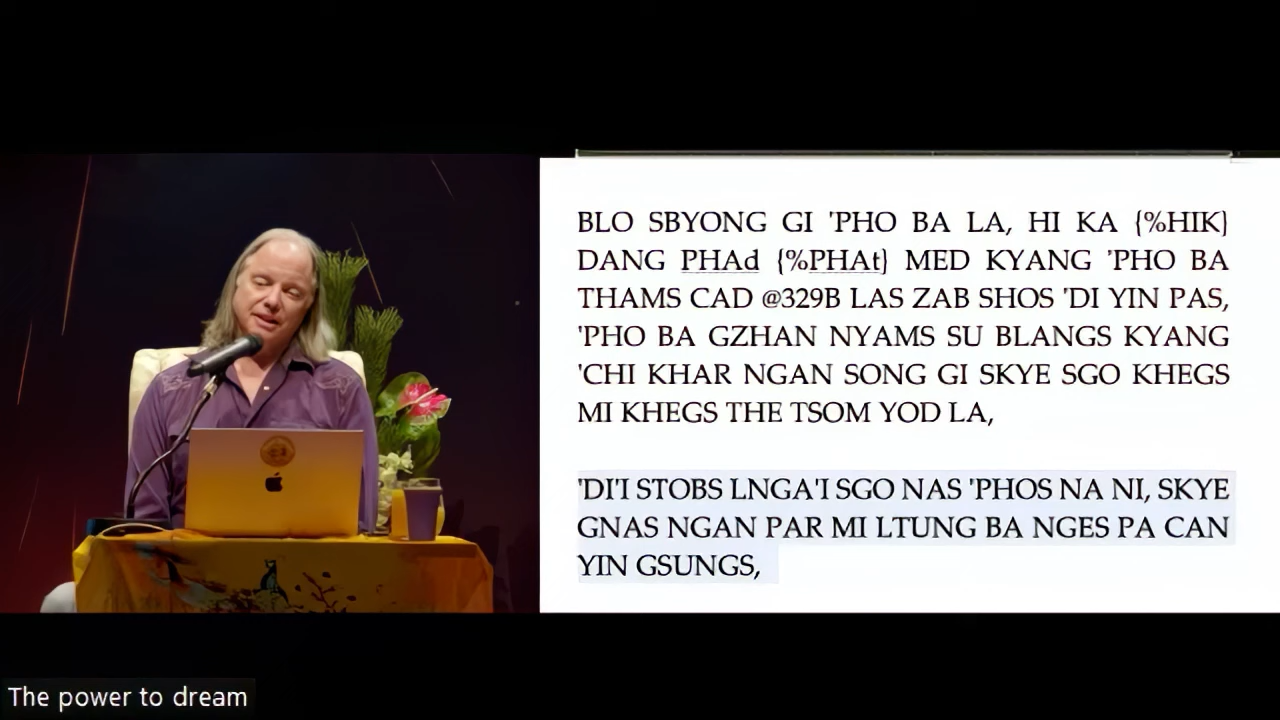 BLO SBYONG GI 'PHO BA LA, HI KA {%HIK}
DANG PHAd {%PHAt} MED KYANG 'PHO BA
THAMS CAD @329B LAS ZAB SHOS 'DI YIN PAS,
'PHO BA GZHAN NYAMS SU BLANGS KYANG
'CHI KHAR NGAN SONG GI SKYE SGO KHEGS
MI KHEGS THE TSOM YOD LA,
'DI'I STOBS LNGA'I SGO NAS 'PHOS NA NI, SKYE
GNAS NGAN PAR MI LTUNG BA NGES PA CAN
YIN GSUNGS,
The power to dream